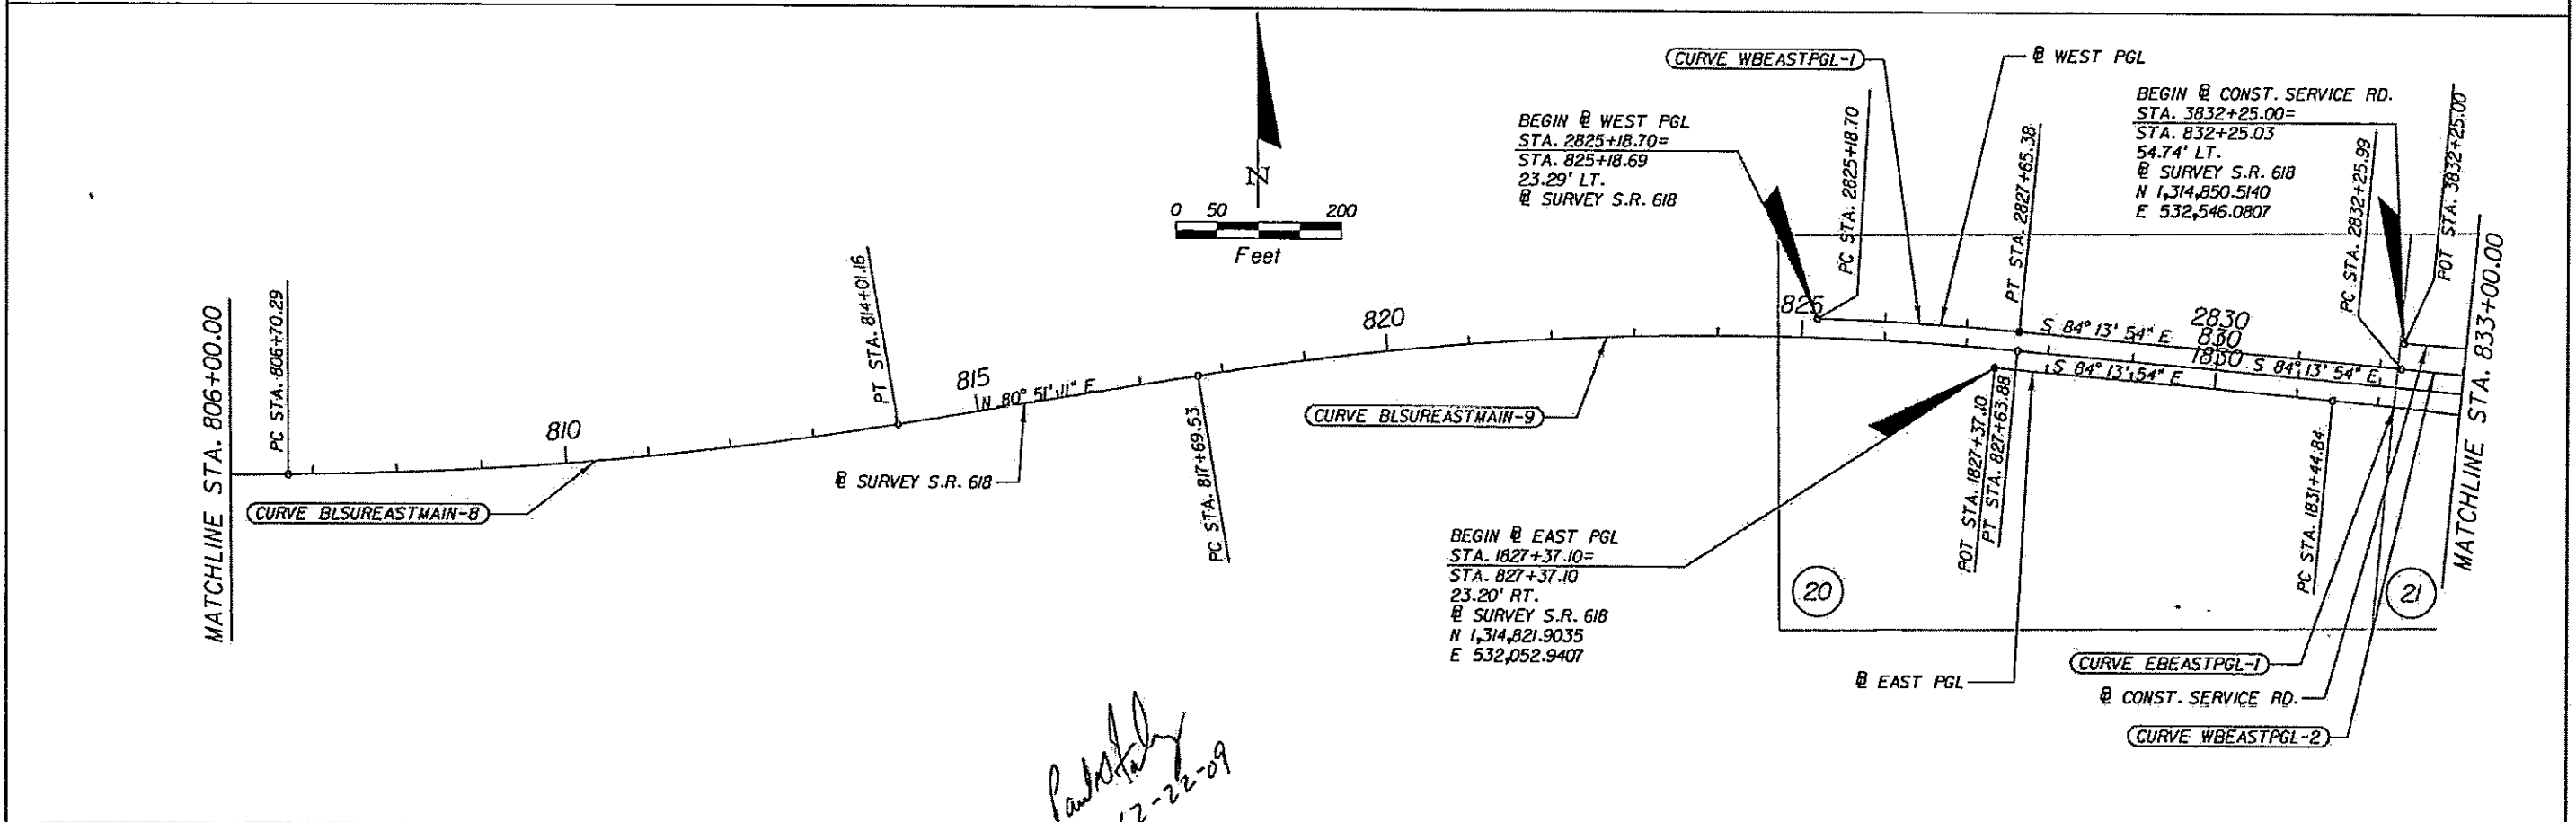 CURVE WBEASTPGL-1
℄ WEST PGL
BEGIN ℄ WEST PGL
STA. 2825+18.70=
STA. 825+18.69
23.29' LT.
℄ SURVEY S.R. 618
PC STA. 2825+18.70
PT STA. 2827+65.38
BEGIN ℄ CONST. SERVICE RD.
STA. 3832+25.00=
STA. 832+25.03
54.74' LT.
℄ SURVEY S.R. 618
N 1,314,850.5140
E 532,546.0807
PC STA. 2832+25.99
POT STA. 3832+25.00
N
0 50 200
Feet
MATCHLINE STA. 806+00.00
PC STA. 806+70.29
CURVE BLSUREASTMAIN-8
810
PT STA. 814+01.16
815
N 80° 51' 11" E
℄ SURVEY S.R. 618
PC STA. 817+69.53
820
CURVE BLSUREASTMAIN-9
825
S 84° 13' 54" E
2830
830
1830
S 84° 13' 54" E
S 84° 13' 54" E
MATCHLINE STA. 833+00.00
BEGIN ℄ EAST PGL
STA. 1827+37.10=
STA. 827+37.10
23.20' RT.
℄ SURVEY S.R. 618
N 1,314,821.9035
E 532,052.9407
POT STA. 1827+37.10
PT STA. 827+63.88
PC STA. 1831+44.84
20
21
℄ EAST PGL
CURVE EBEASTPGL-1
℄ CONST. SERVICE RD.
CURVE WBEASTPGL-2
12-22-09